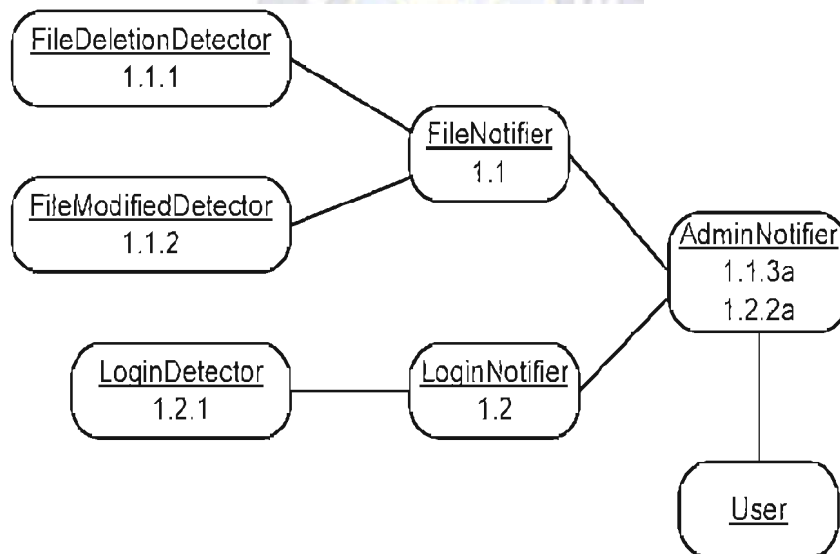 FileDeletionDetector
1.1.1
FileNotifier
1.1
FileModifiedDetector
1.1.2
AdminNotifier
1.1.3a
1.2.2a
LoginDetector
1.2.1
LoginNotifier
1.2
User